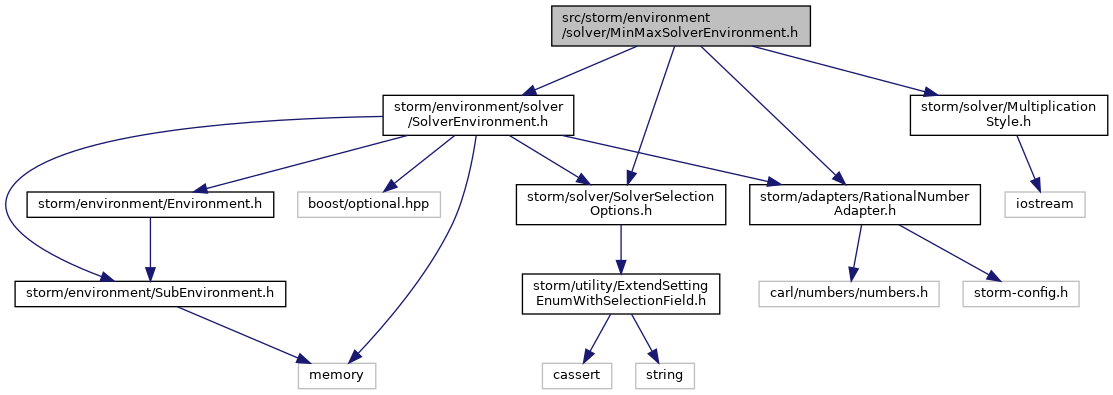 src/storm/environment
/solver/MinMaxSolverEnvironment.h
storm/environment/solver
/SolverEnvironment.h
storm/solver/Multiplication
Style.h
storm/environment/Environment.h
boost/optional.hpp
storm/solver/SolverSelection
Options.h
storm/adapters/RationalNumber
Adapter.h
iostream
storm/environment/SubEnvironment.h
storm/utility/ExtendSetting
EnumWithSelectionField.h
carl/numbers/numbers.h
storm-config.h
memory
cassert
string